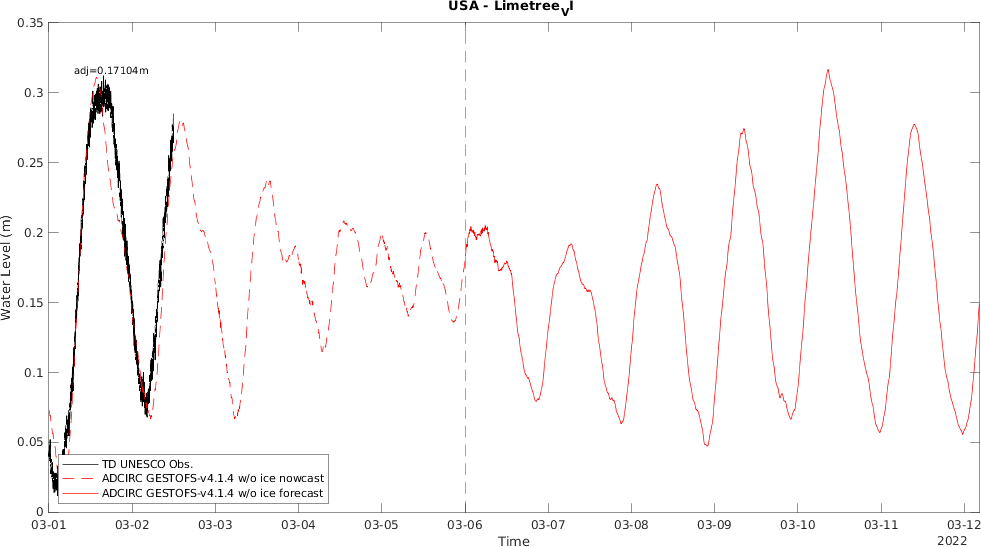 USA - LimetreeVI
0.35
0.3
0.25
0.2
0.15
0.1
0.05
0
Water Level (m)
adj=0.17104m
TD UNESCO Obs.
ADCIRC GESTOFS-v4.1.4 w/o ice nowcast
ADCIRC GESTOFS-v4.1.4 w/o ice forecast
03-01 03-02 03-03 03-04 03-05 03-06 03-07 03-08 03-09 03-10 03-11 03-12
Time
2022